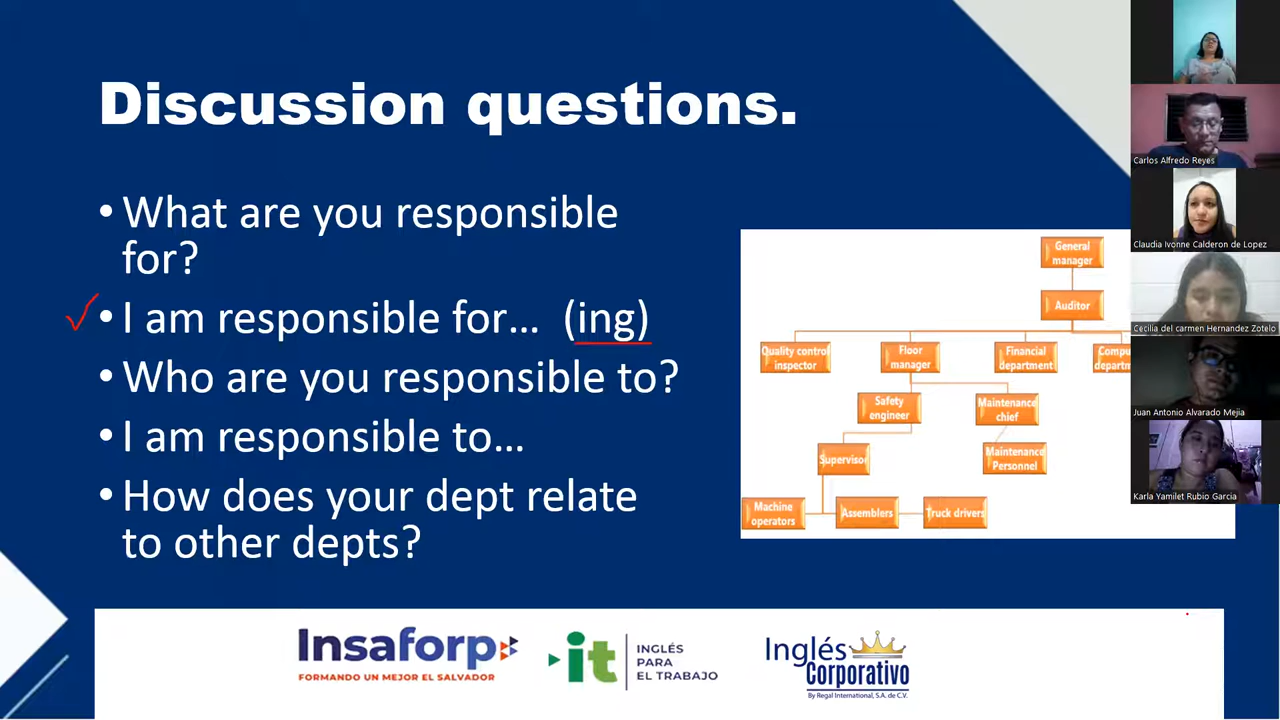 Discussion questions.
• What are you responsible
for?
• I am responsible for… (ing)
• Who are you responsible to?
• I am responsible to…
• How does your dept relate
to other depts?
General
manager
Auditor
Quality control
inspector
Floor
manager
Financial
department
Safety
engineer
Maintenance
chief
Supervisor
Maintenance
Personnel
Machine
operators
Assemblers
Truck drivers
Carlos Alfredo Reyes
Claudia Ivonne Calderon de Lopez
Cecilia del carmen Hernandez Zotelo
Juan Antonio Alvarado Mejia
Karla Yamilet Rubio Garcia
Insaforp
FORMANDO UN MEJOR EL SALVADOR
it
INGLÉS
PARA
EL TRABAJO
Inglés
Corporativo
By Regal International, S.A. de C.V.